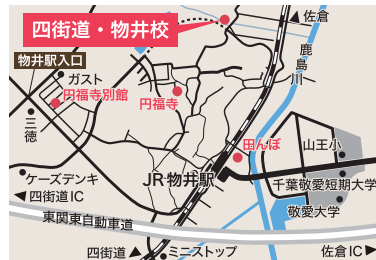 四街道・物井校
佐倉
鹿島川
物井駅入口
ガスト
円福寺別館
円福寺
三徳
田んぼ
山王小
ケーズデンキ
JR物井駅
千葉敬愛短期大学
四街道IC
敬愛大学
東関東自動車道
四街道
ミニストップ
佐倉IC